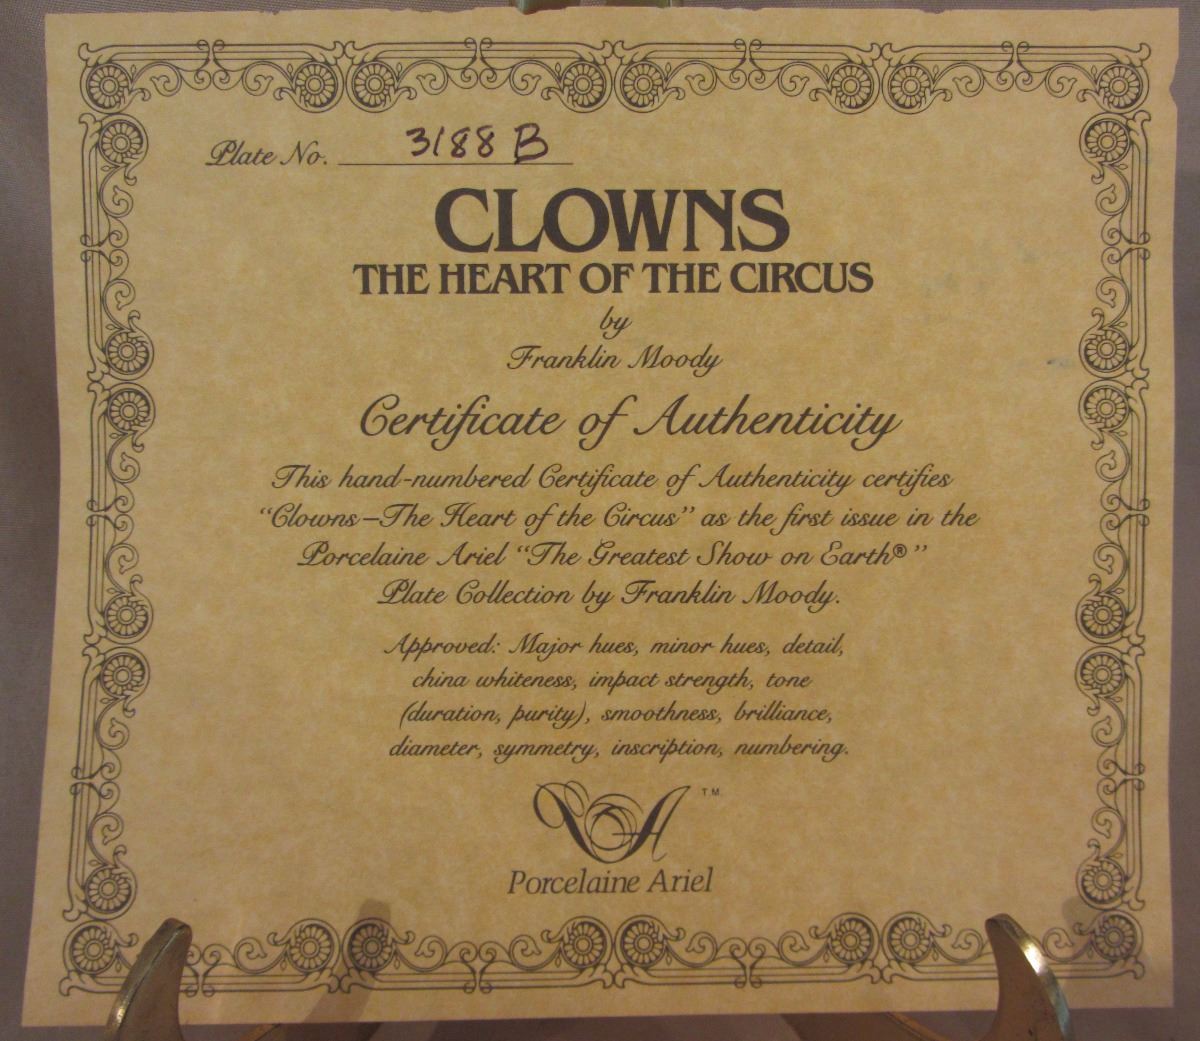 Plate No. 3188 B
CLOWNS
THE HEART OF THE CIRCUS
by
Franklin Moody
Certificate of Authenticity
This hand-numbered Certificate of Authenticity certifies
“Clowns–The Heart of the Circus” as the first issue in the
Porcelaine Ariel “The Greatest Show on Earth®”
Plate Collection by Franklin Moody.
Approved: Major hues, minor hues, detail,
china whiteness, impact strength, tone
(duration, purity), smoothness, brilliance,
diameter, symmetry, inscription, numbering.
A T.M.
Porcelaine Ariel